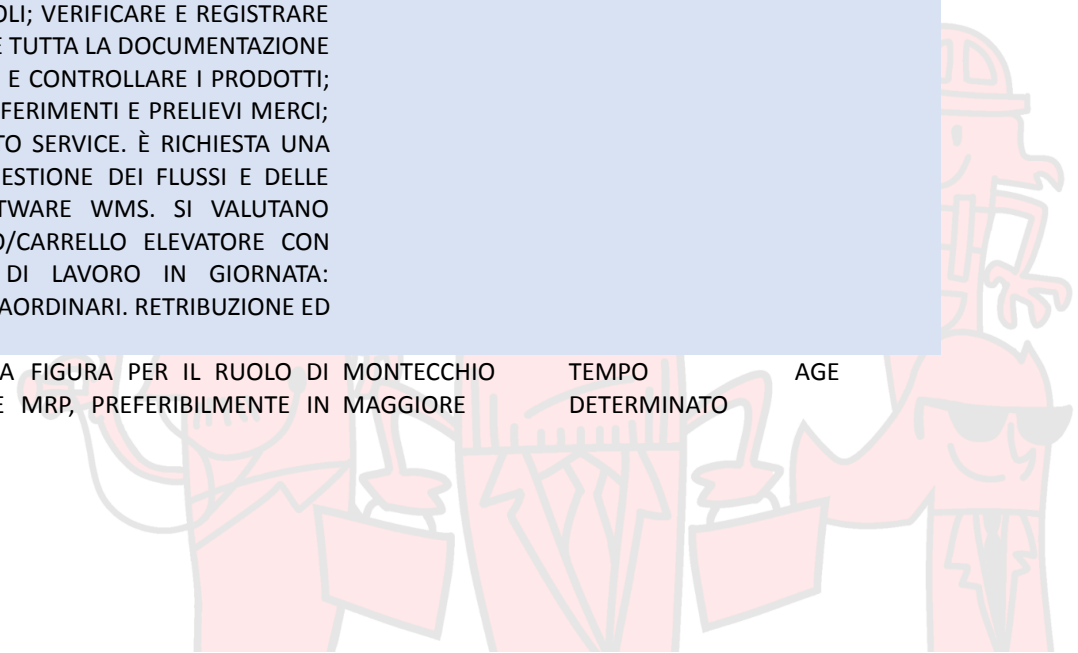 OLI; VERIFICARE E REGISTRARE
E TUTTA LA DOCUMENTAZIONE
E CONTROLLARE I PRODOTTI;
FERIMENTI E PRELIEVI MERCI;
TO SERVICE. È RICHIESTA UNA
ESTIONE DEI FLUSSI E DELLE
TWARE WMS. SI VALUTANO
O/CARRELLO ELEVATORE CON
DI LAVORO IN GIORNATA:
AORDINARI. RETRIBUZIONE ED
A FIGURA PER IL RUOLO DI MONTECCHIO TEMPO AGE
E MRP, PREFERIBILMENTE IN MAGGIORE DETERMINATO